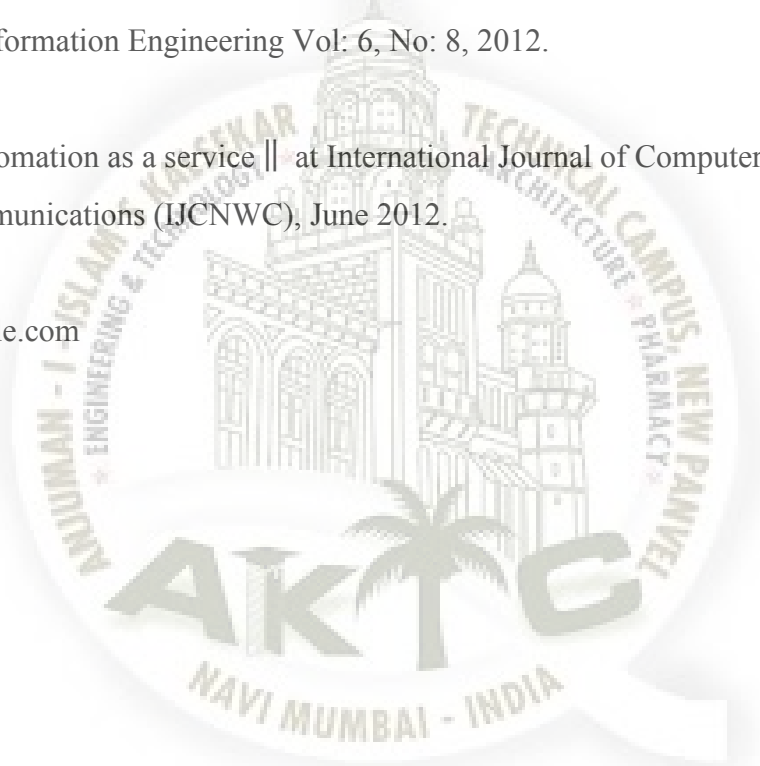 formation Engineering Vol: 6, No: 8, 2012.
omation as a service ‖ at International Journal of Computer
munications (IJCNWC), June 2012.
e.com
ANJUMAN - I - ISLAM'S KALSEKAR TECHNICAL CAMPUS, NEW PANVEL
ENGINEERING & TECHNOLOGY * ARCHITECTURE * PHARMACY *
AKTC
NAVI MUMBAI - INDIA